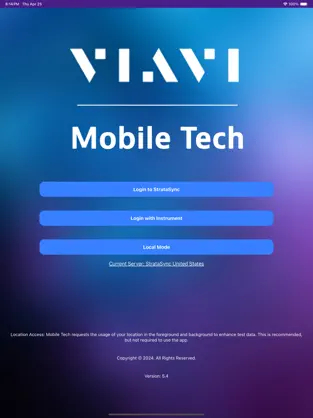 8:14 PM Thu Apr 25
100%
VIAVI
Mobile Tech
Login to StrataSync
Login with Instrument
Local Mode
Current Server: StrataSync United States
Location Access: Mobile Tech requests the usage of your location in the foreground and background to enhance test data. This is recommended,
but not required to use the app.
Copyright © 2024. All Rights Reserved.
Version: 5.4